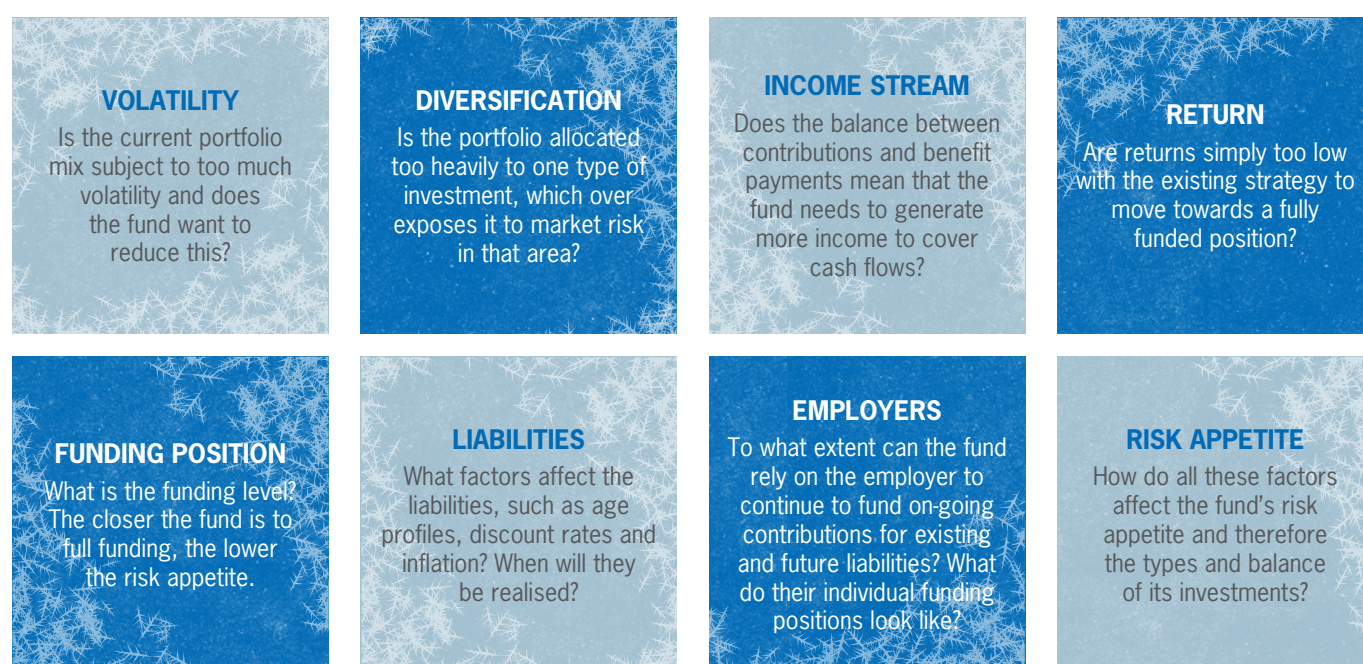 VOLATILITY
Is the current portfolio
mix subject to too much
volatility and does
the fund want to
reduce this?
DIVERSIFICATION
Is the portfolio allocated
too heavily to one type of
investment, which over
exposes it to market risk
in that area?
INCOME STREAM
Does the balance between
contributions and benefit
payments mean that the
fund needs to generate
more income to cover
cash flows?
RETURN
Are returns simply too low
with the existing strategy to
move towards a fully
funded position?
FUNDING POSITION
What is the funding level?
The closer the fund is to
full funding, the lower
the risk appetite.
LIABILITIES
What factors affect the
liabilities, such as age
profiles, discount rates and
inflation? When will they
be realised?
EMPLOYERS
To what extent can the fund
rely on the employer to
continue to fund on-going
contributions for existing
and future liabilities? What
do their individual funding
positions look like?
RISK APPETITE
How do all these factors
affect the fund's risk
appetite and therefore
the types and balance
of its investments?